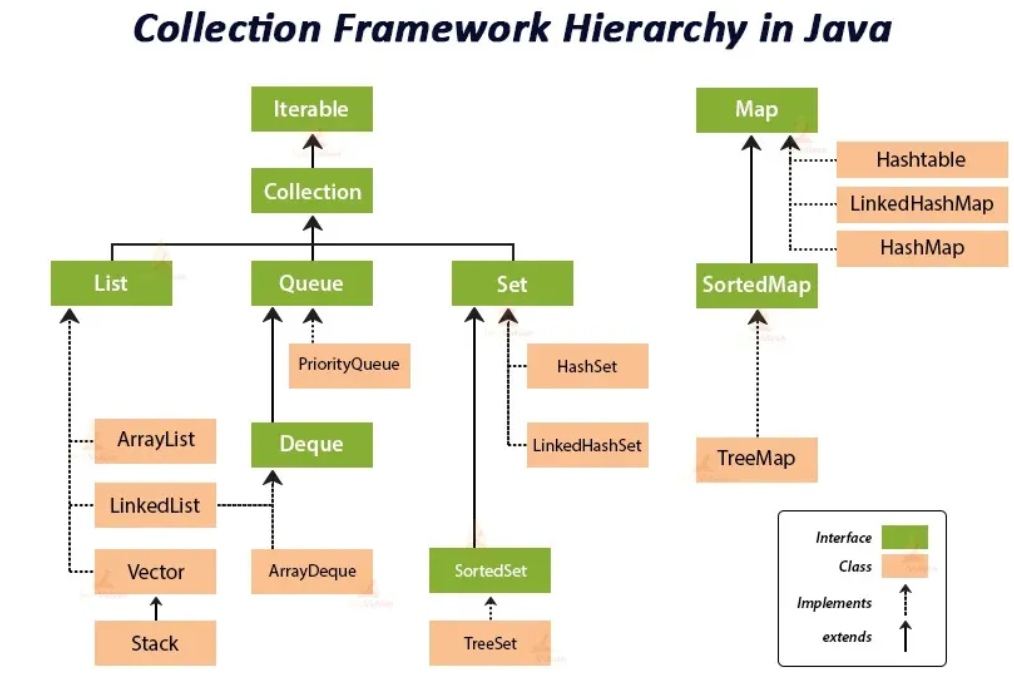 Collection Framework Hierarchy in Java
Iterable
Collection
List
Queue
Set
PriorityQueue
HashSet
LinkedHashSet
ArrayList
Deque
LinkedList
Vector
ArrayDeque
SortedSet
Stack
TreeSet
Map
Hashtable
LinkedHashMap
HashMap
SortedMap
TreeMap
Interface
Class
Implements
extends